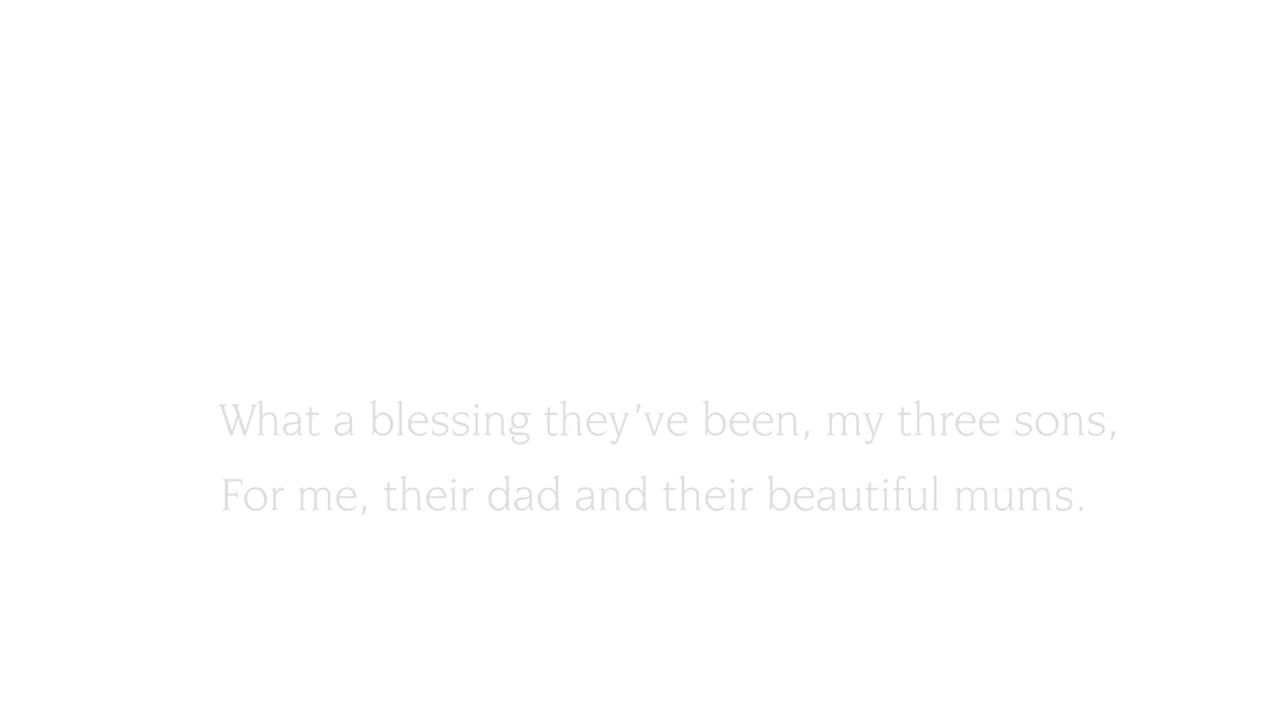 What a blessing they’ve been, my three sons,
For me, their dad and their beautiful mums.